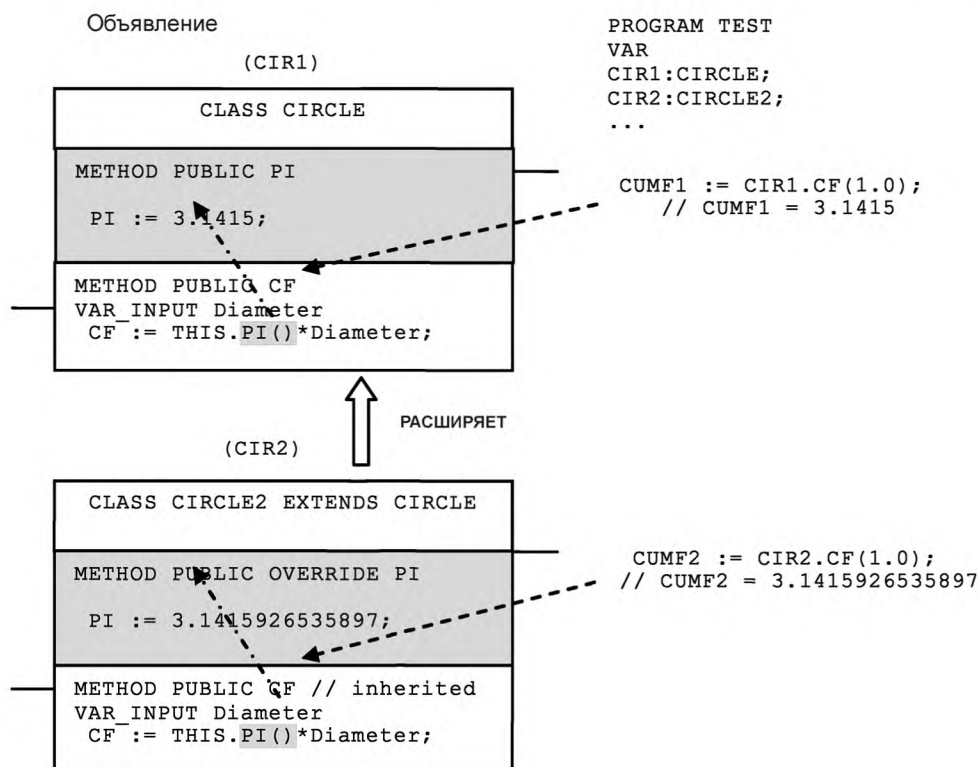 Объявление
(CIR1)
CLASS CIRCLE
METHOD PUBLIC PI
PI := 3.1415;
METHOD PUBLIC CF
VAR_INPUT Diameter
CF := THIS.PI()*Diameter;
РАСШИРЯЕТ
(CIR2)
CLASS CIRCLE2 EXTENDS CIRCLE
METHOD PUBLIC OVERRIDE PI
PI := 3.1415926535897;
METHOD PUBLIC CF // inherited
VAR_INPUT Diameter
CF := THIS.PI()*Diameter;
PROGRAM TEST
VAR
CIR1:CIRCLE;
CIR2:CIRCLE2;
...
CUMF1 := CIR1.CF(1.0);
// CUMF1 = 3.1415
CUMF2 := CIR2.CF(1.0);
// CUMF2 = 3.1415926535897